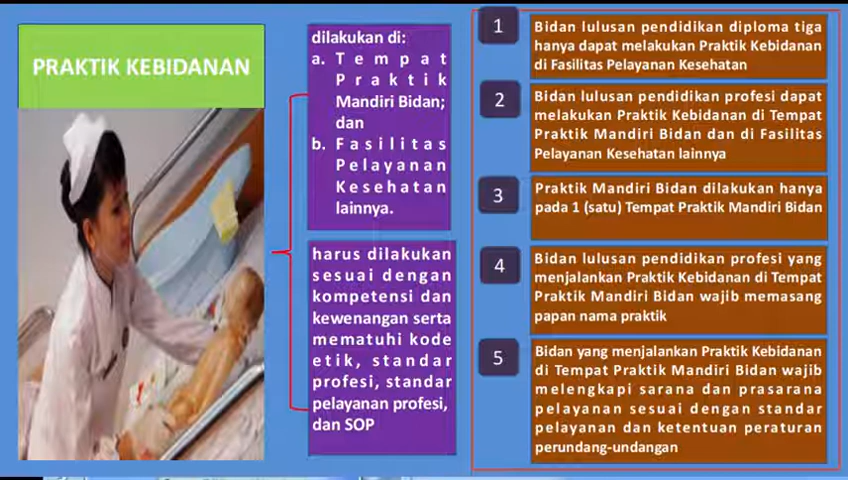 PRAKTIK KEBIDANAN
dilakukan di:
a. Tempat
Praktik
Mandiri Bidan;
dan
b. Fasilitas
Pelayanan
Kesehatan
lainnya.
harus dilakukan
sesuai dengan
kompetensi dan
kewenangan serta
mematuhi kode
etik, standar
profesi, standar
pelayanan profesi,
dan SOP
1
Bidan lulusan pendidikan diploma tiga
hanya dapat melakukan Praktik Kebidanan
di Fasilitas Pelayanan Kesehatan
2
Bidan lulusan pendidikan profesi dapat
melakukan Praktik Kebidanan di Tempat
Praktik Mandiri Bidan dan di Fasilitas
Pelayanan Kesehatan lainnya
3
Praktik Mandiri Bidan dilakukan hanya
pada 1 (satu) Tempat Praktik Mandiri Bidan
4
Bidan lulusan pendidikan profesi yang
menjalankan Praktik Kebidanan di Tempat
Praktik Mandiri Bidan wajib memasang
papan nama praktik
5
Bidan yang menjalankan Praktik Kebidanan
di Tempat Praktik Mandiri Bidan wajib
melengkapi sarana dan prasarana
pelayanan sesuai dengan standar
pelayanan dan ketentuan peraturan
perundang-undangan